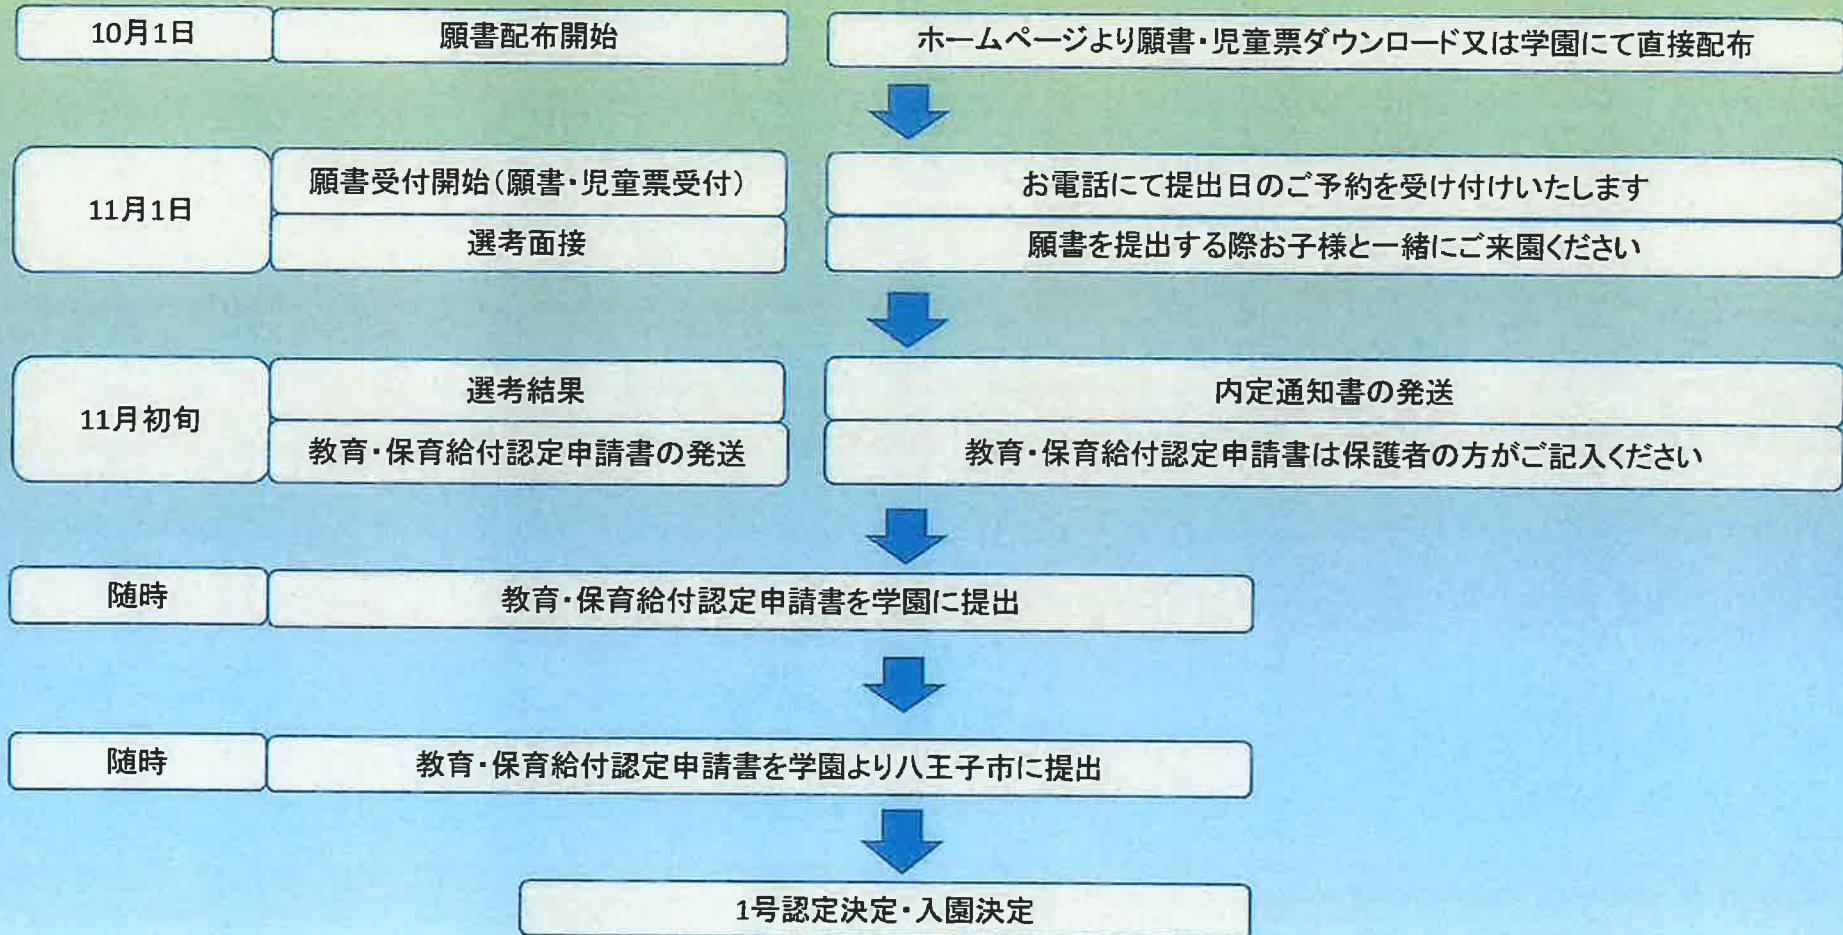 10月1日
願書配布開始
ホームページより願書・児童票ダウンロード又は学園にて直接配布
11月1日
願書受付開始(願書・児童票受付)
お電話にて提出日のご予約を受け付けいたします
選考面接
願書を提出する際お子様と一緒にご来園ください
11月初旬
選考結果
内定通知書の発送
教育・保育給付認定申請書の発送
教育・保育給付認定申請書は保護者の方がご記入ください
随時
教育・保育給付認定申請書を学園に提出
随時
教育・保育給付認定申請書を学園より八王子市に提出
1号認定決定・入園決定